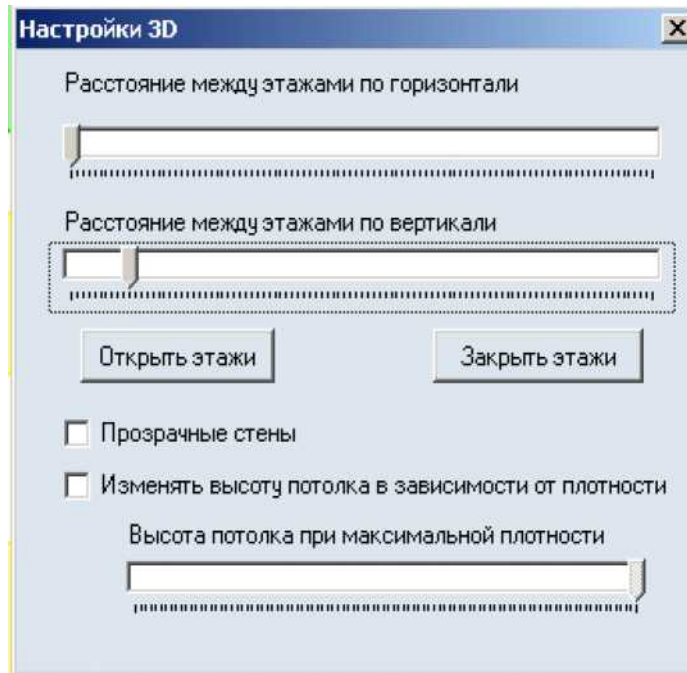 Настройки 3D
Расстояние между этажами по горизонтали
Расстояние между этажами по вертикали
Открыть этажи
Закрыть этажи
Прозрачные стены
Изменять высоту потолка в зависимости от плотности
Высота потолка при максимальной плотности